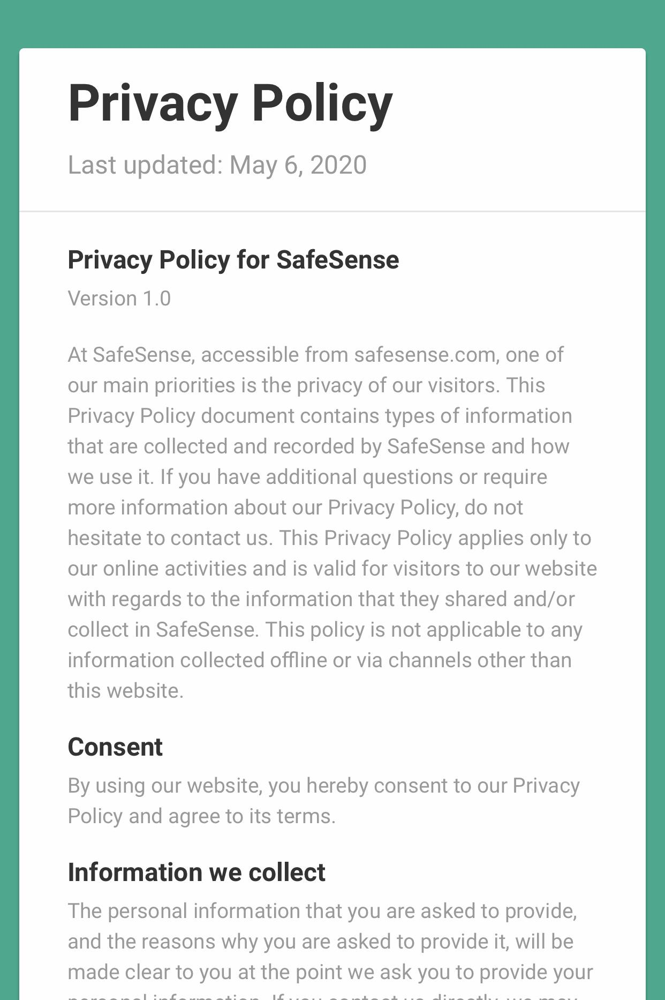 Privacy Policy
Last updated: May 6, 2020
Privacy Policy for SafeSense
Version 1.0
At SafeSense, accessible from safesense.com, one of
our main priorities is the privacy of our visitors. This
Privacy Policy document contains types of information
that are collected and recorded by SafeSense and how
we use it. If you have additional questions or require
more information about our Privacy Policy, do not
hesitate to contact us. This Privacy Policy applies only to
our online activities and is valid for visitors to our website
with regards to the information that they shared and/or
collect in SafeSense. This policy is not applicable to any
information collected offline or via channels other than
this website.
Consent
By using our website, you hereby consent to our Privacy
Policy and agree to its terms.
Information we collect
The personal information that you are asked to provide,
and the reasons why you are asked to provide it, will be
made clear to you at the point we ask you to provide your
personal information. If you contact us directly, we may